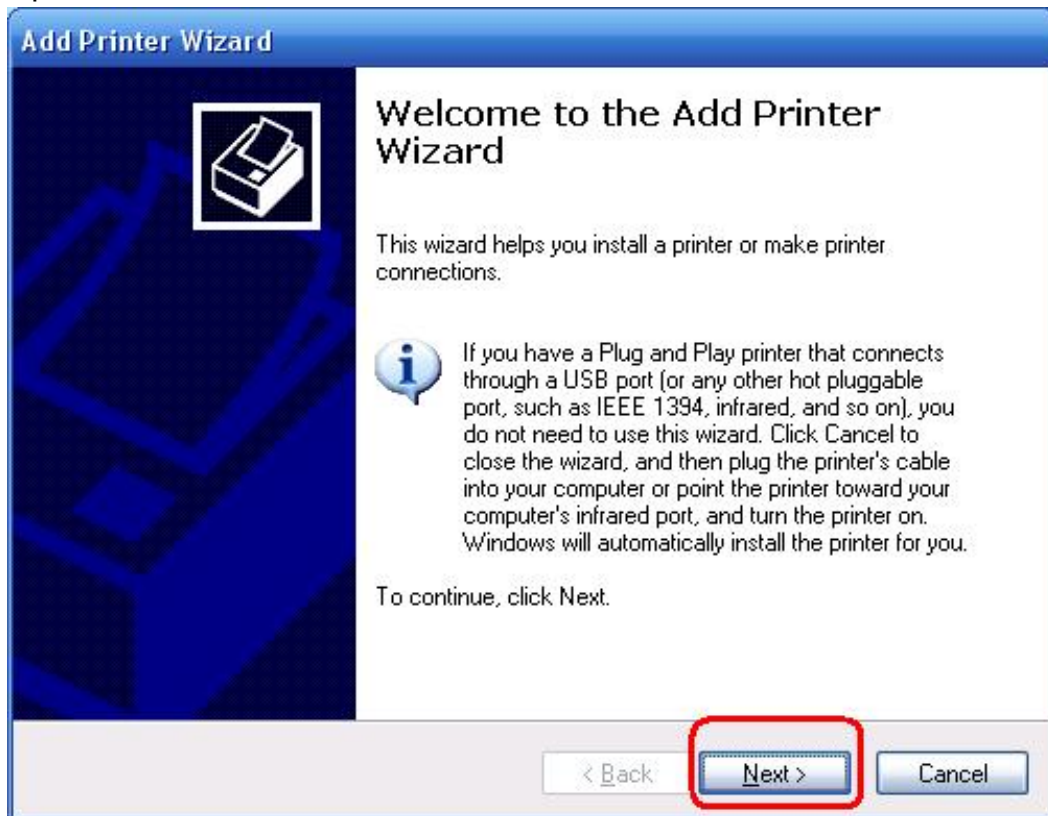 Add Printer Wizard
Welcome to the Add Printer
Wizard
This wizard helps you install a printer or make printer
connections.
If you have a Plug and Play printer that connects
through a USB port (or any other hot pluggable
port, such as IEEE 1394, infrared, and so on), you
do not need to use this wizard. Click Cancel to
close the wizard, and then plug the printer's cable
into your computer or point the printer toward your
computer's infrared port, and turn the printer on.
Windows will automatically install the printer for you.
To continue, click Next.
< Back Next > Cancel